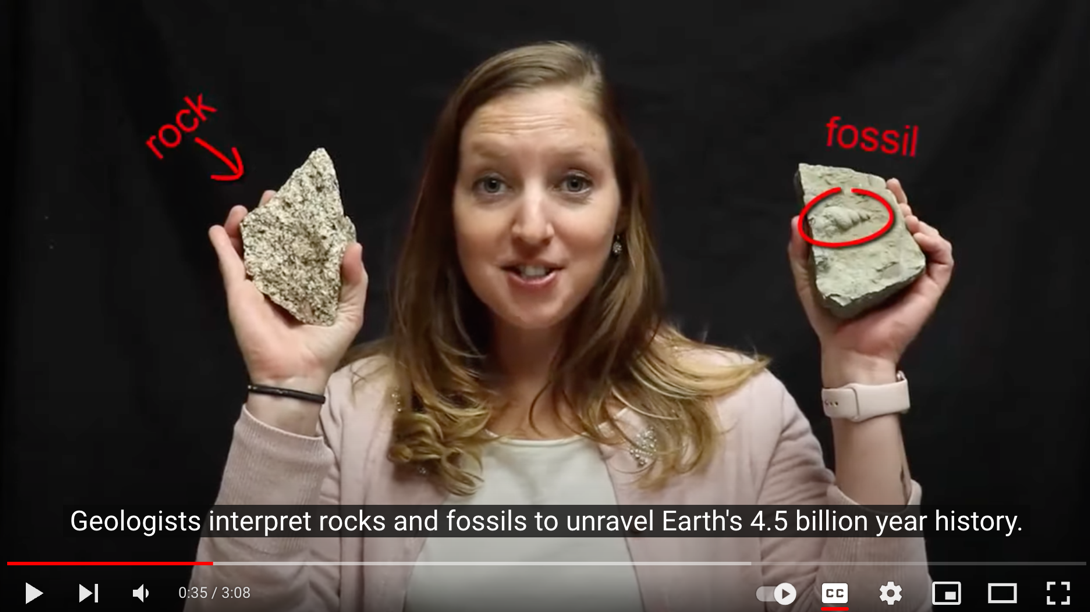 rock
fossil
Geologists interpret rocks and fossils to unravel Earth's 4.5 billion year history.
0:35 / 3:08
CC